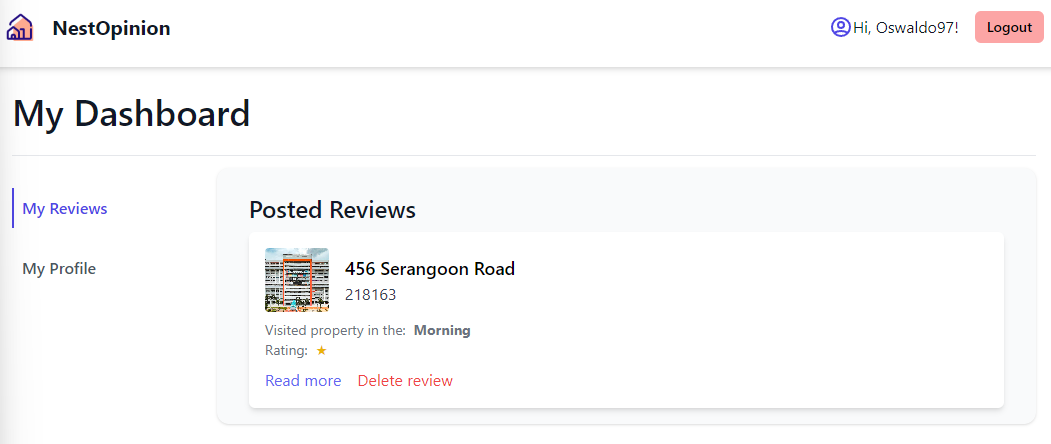 NestOpinion
Hi, Oswaldo97!
Logout
My Dashboard
My Reviews
My Profile
Posted Reviews
456 Serangoon Road
218163
Visited property in the: Morning
Rating: ★
Read more Delete review